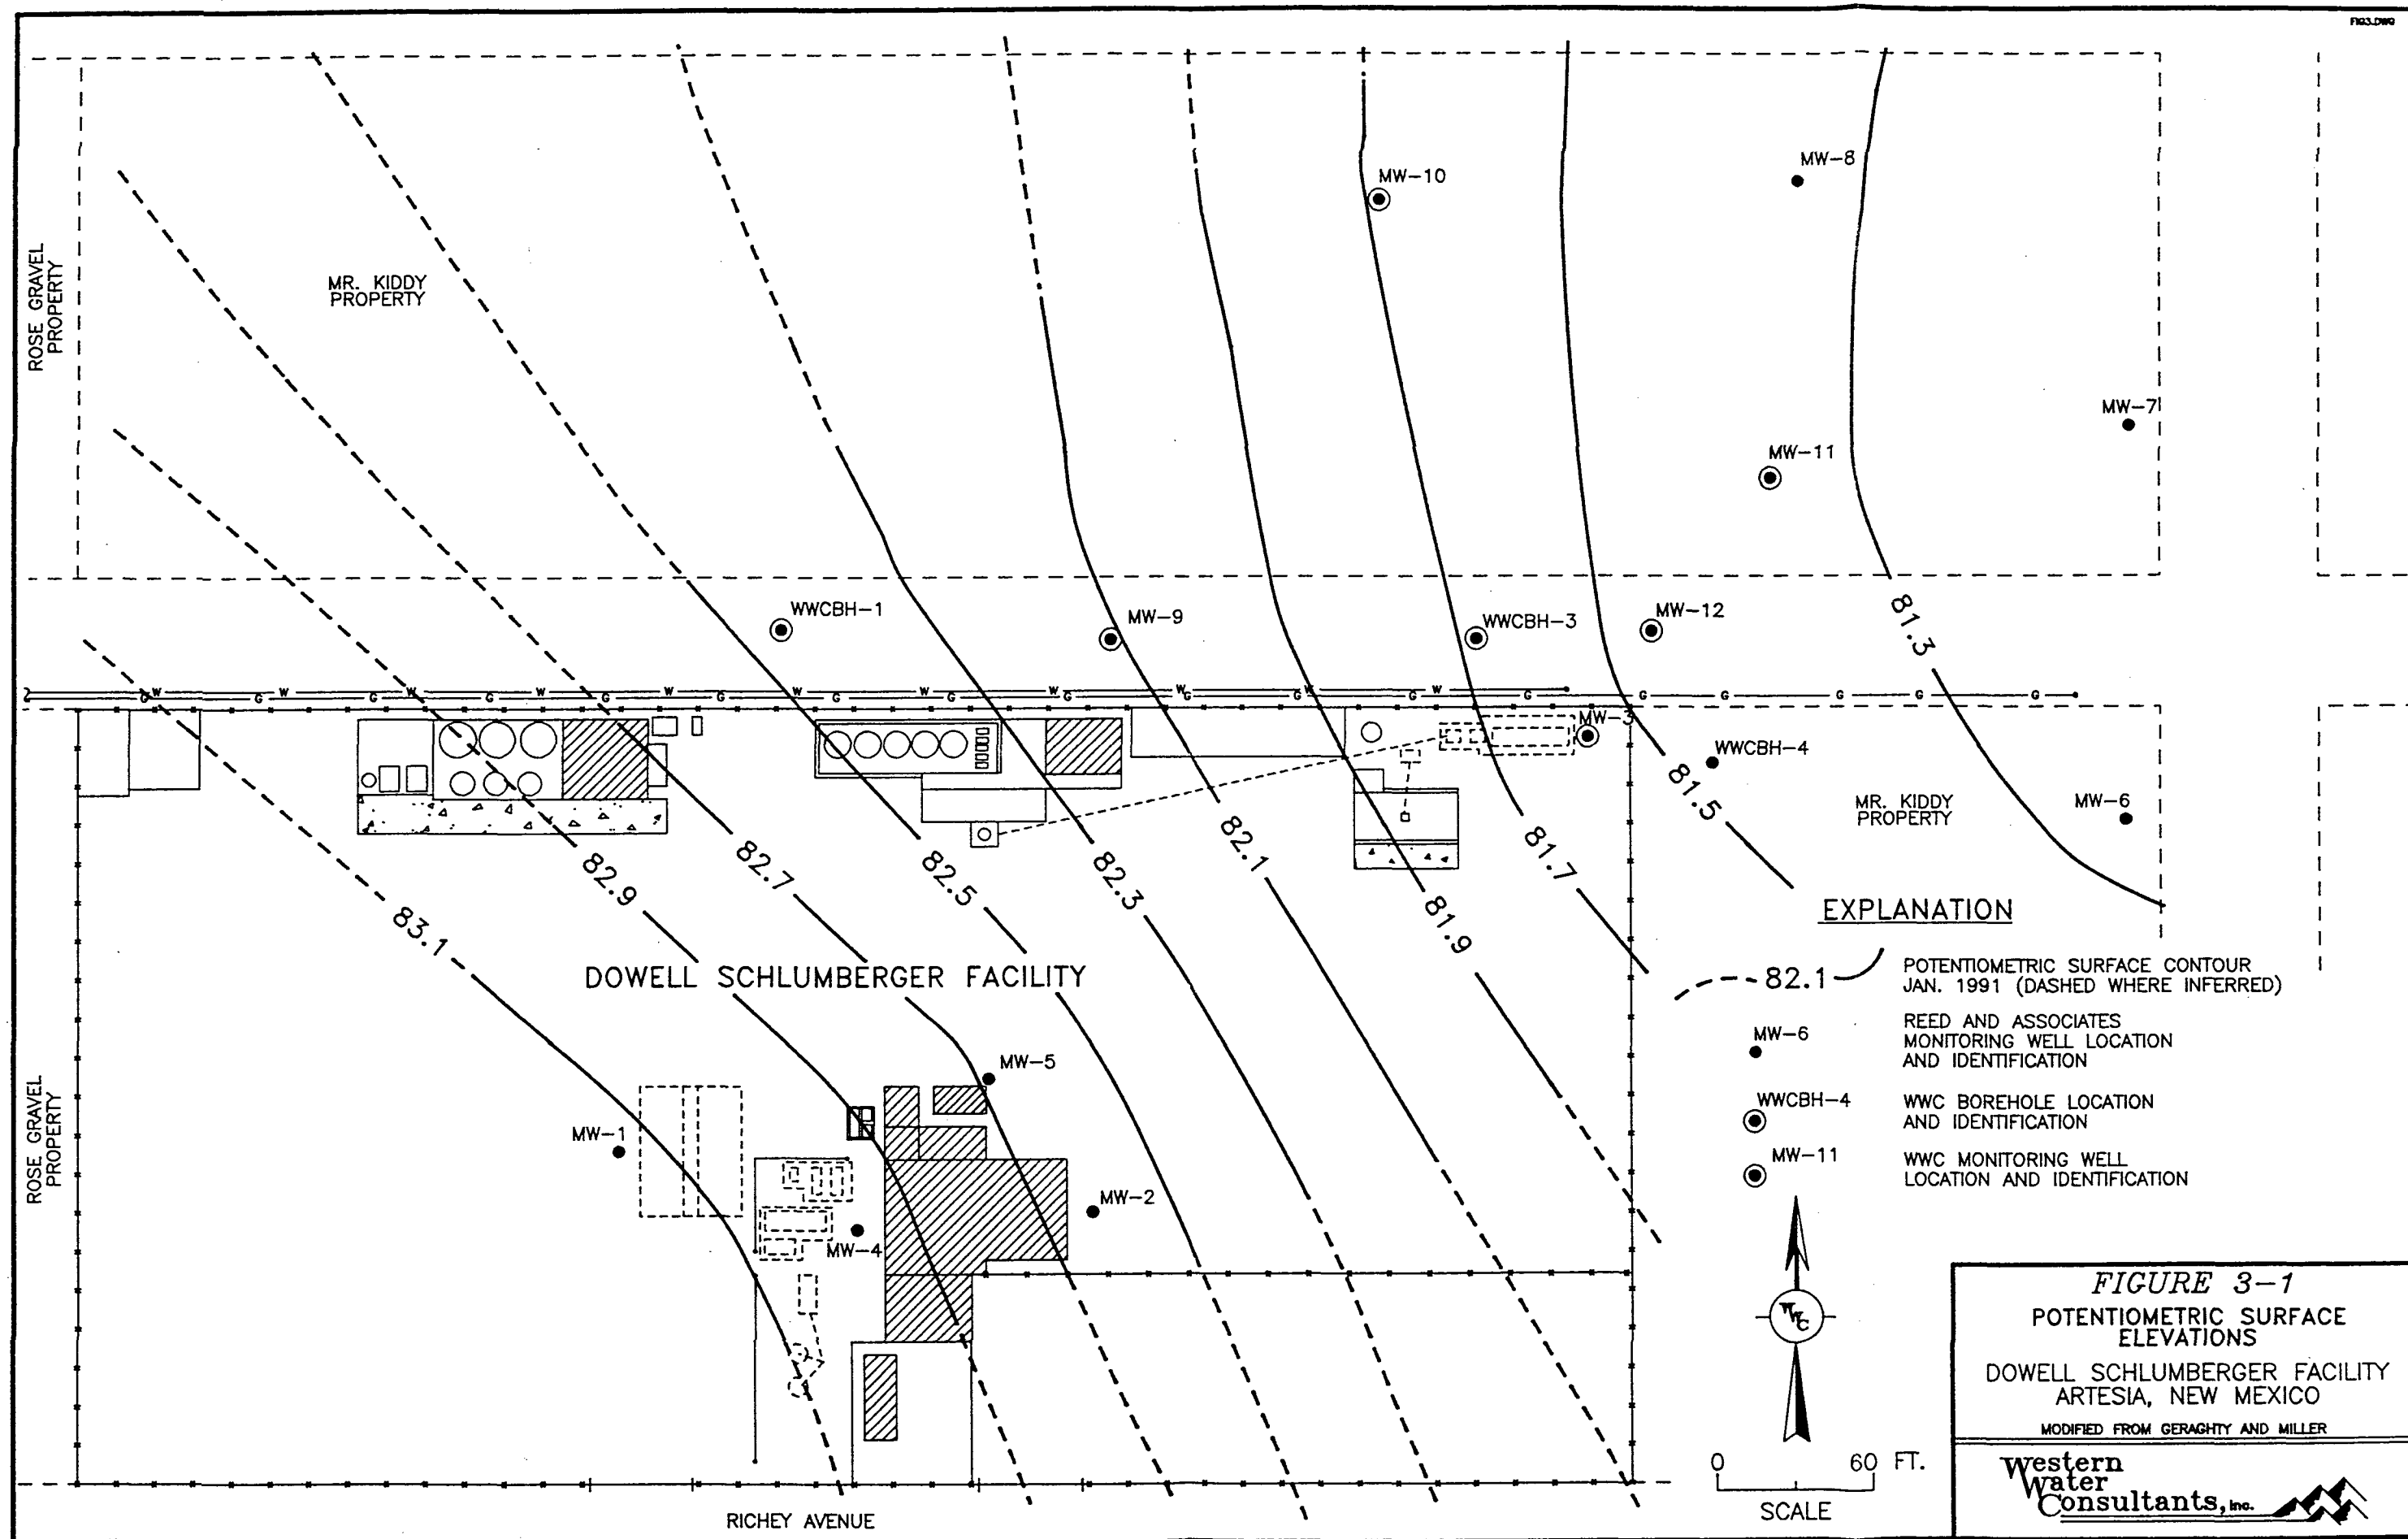 FIG3.DWG
ROSE GRAVEL
PROPERTY
MR. KIDDY
PROPERTY
MW-10
MW-8
MW-7
MW-11
WWCBH-1
MW-9
WWCBH-3
MW-12
81.3
W W W W W W W W W W W
G G G G G G G G G G G G G G G G G
MW-3
WWCBH-4
MR. KIDDY
PROPERTY
MW-6
83.1
82.9
82.7
82.5
82.3
82.1
81.9
81.7
81.5
DOWELL SCHLUMBERGER FACILITY
ROSE GRAVEL
PROPERTY
MW-5
MW-1
MW-2
MW-4
RICHEY AVENUE
EXPLANATION
82.1
POTENTIOMETRIC SURFACE CONTOUR
JAN. 1991 (DASHED WHERE INFERRED)
MW-6
REED AND ASSOCIATES
MONITORING WELL LOCATION
AND IDENTIFICATION
WWCBH-4
WWC BOREHOLE LOCATION
AND IDENTIFICATION
MW-11
WWC MONITORING WELL
LOCATION AND IDENTIFICATION
WWC
0 60 FT.
SCALE
FIGURE 3-1
POTENTIOMETRIC SURFACE
ELEVATIONS
DOWELL SCHLUMBERGER FACILITY
ARTESIA, NEW MEXICO
MODIFIED FROM GERAGHTY AND MILLER
Western
Water
Consultants, Inc.